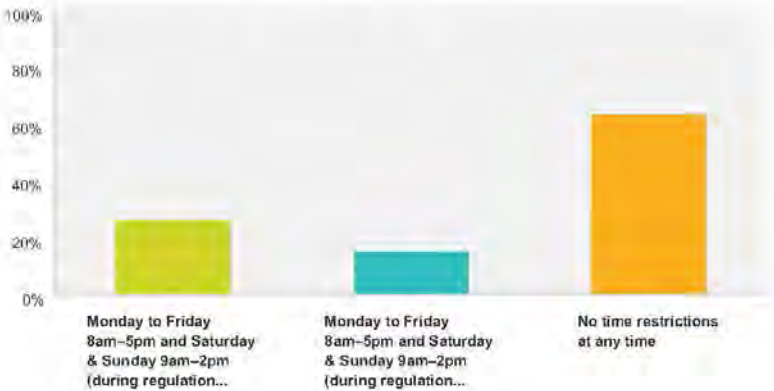 100%
80%
60%
40%
20%
0%
Monday to Friday
8am–5pm and Saturday
& Sunday 9am–2pm
(during regulation...
Monday to Friday
8am–5pm and Saturday
& Sunday 9am–2pm
(during regulation...
No time restrictions
at any time